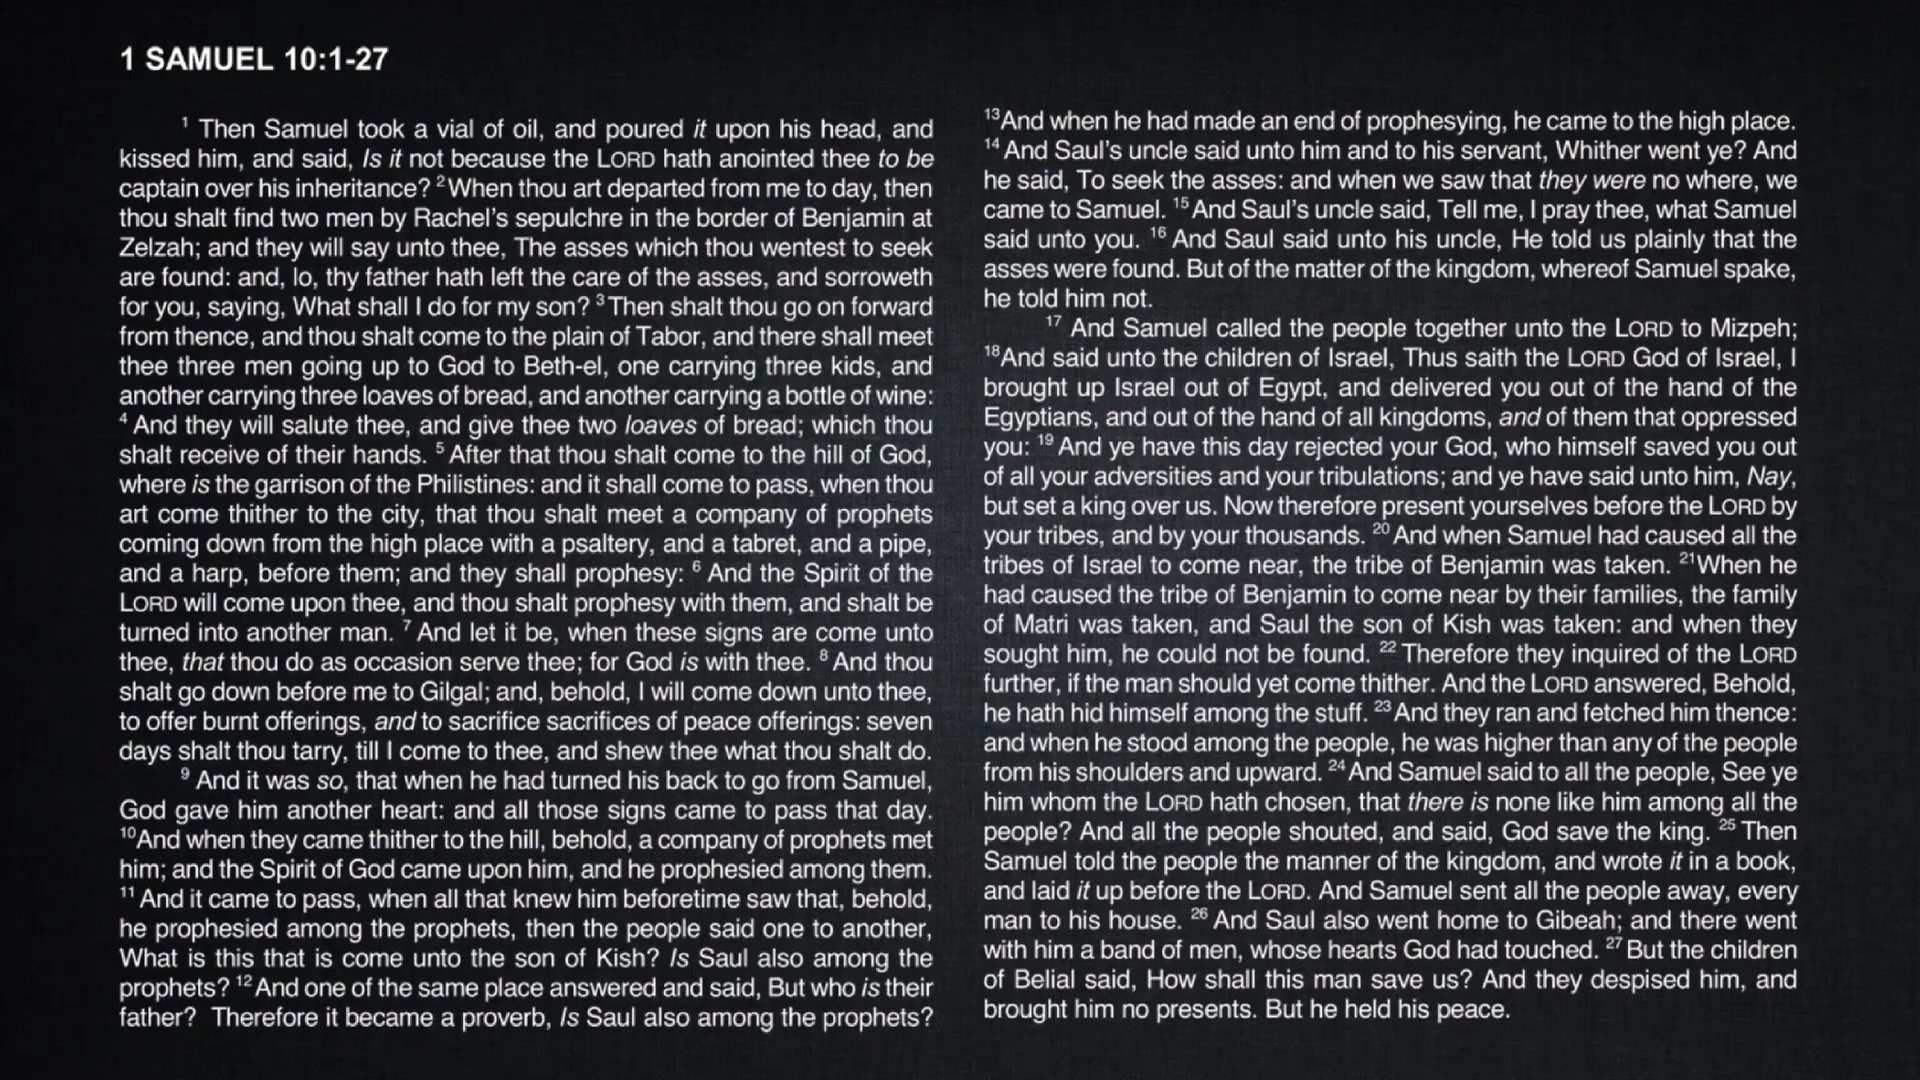 1 SAMUEL 10:1-27
1 Then Samuel took a vial of oil, and poured it upon his head, and
kissed him, and said, Is it not because the LORD hath anointed thee to be
captain over his inheritance? 2 When thou art departed from me to day, then
thou shalt find two men by Rachel's sepulchre in the border of Benjamin at
Zelzah; and they will say unto thee, The asses which thou wentest to seek
are found: and, lo, thy father hath left the care of the asses, and sorroweth
for you, saying, What shall I do for my son? 3 Then shalt thou go on forward
from thence, and thou shalt come to the plain of Tabor, and there shall meet
thee three men going up to God to Beth-el, one carrying three kids, and
another carrying three loaves of bread, and another carrying a bottle of wine:
4 And they will salute thee, and give thee two loaves of bread; which thou
shalt receive of their hands. 5 After that thou shalt come to the hill of God,
where is the garrison of the Philistines: and it shall come to pass, when thou
art come thither to the city, that thou shalt meet a company of prophets
coming down from the high place with a psaltery, and a tabret, and a pipe,
and a harp, before them; and they shall prophesy: 6 And the Spirit of the
LORD will come upon thee, and thou shalt prophesy with them, and shalt be
turned into another man. 7 And let it be, when these signs are come unto
thee, that thou do as occasion serve thee; for God is with thee. 8 And thou
shalt go down before me to Gilgal; and, behold, I will come down unto thee,
to offer burnt offerings, and to sacrifice sacrifices of peace offerings: seven
days shalt thou tarry, till I come to thee, and shew thee what thou shalt do.
9 And it was so, that when he had turned his back to go from Samuel,
God gave him another heart: and all those signs came to pass that day.
10 And when they came thither to the hill, behold, a company of prophets met
him; and the Spirit of God came upon him, and he prophesied among them.
11 And it came to pass, when all that knew him beforetime saw that, behold,
he prophesied among the prophets, then the people said one to another,
What is this that is come unto the son of Kish? Is Saul also among the
prophets? 12 And one of the same place answered and said, But who is their
father? Therefore it became a proverb, Is Saul also among the prophets?
13 And when he had made an end of prophesying, he came to the high place.
14 And Saul's uncle said unto him and to his servant, Whither went ye? And
he said, To seek the asses: and when we saw that they were no where, we
came to Samuel. 15 And Saul's uncle said, Tell me, I pray thee, what Samuel
said unto you. 16 And Saul said unto his uncle, He told us plainly that the
asses were found. But of the matter of the kingdom, whereof Samuel spake,
he told him not.
17 And Samuel called the people together unto the LORD to Mizpeh;
18 And said unto the children of Israel, Thus saith the LORD God of Israel, I
brought up Israel out of Egypt, and delivered you out of the hand of the
Egyptians, and out of the hand of all kingdoms, and of them that oppressed
you: 19 And ye have this day rejected your God, who himself saved you out
of all your adversities and your tribulations; and ye have said unto him, Nay,
but set a king over us. Now therefore present yourselves before the LORD by
your tribes, and by your thousands. 20 And when Samuel had caused all the
tribes of Israel to come near, the tribe of Benjamin was taken. 21 When he
had caused the tribe of Benjamin to come near by their families, the family
of Matri was taken, and Saul the son of Kish was taken: and when they
sought him, he could not be found. 22 Therefore they inquired of the LORD
further, if the man should yet come thither. And the LORD answered, Behold,
he hath hid himself among the stuff. 23 And they ran and fetched him thence:
and when he stood among the people, he was higher than any of the people
from his shoulders and upward. 24 And Samuel said to all the people, See ye
him whom the LORD hath chosen, that there is none like him among all the
people? And all the people shouted, and said, God save the king. 25 Then
Samuel told the people the manner of the kingdom, and wrote it in a book,
and laid it up before the LORD. And Samuel sent all the people away, every
man to his house. 26 And Saul also went home to Gibeah; and there went
with him a band of men, whose hearts God had touched. 27 But the children
of Belial said, How shall this man save us? And they despised him, and
brought him no presents. But he held his peace.